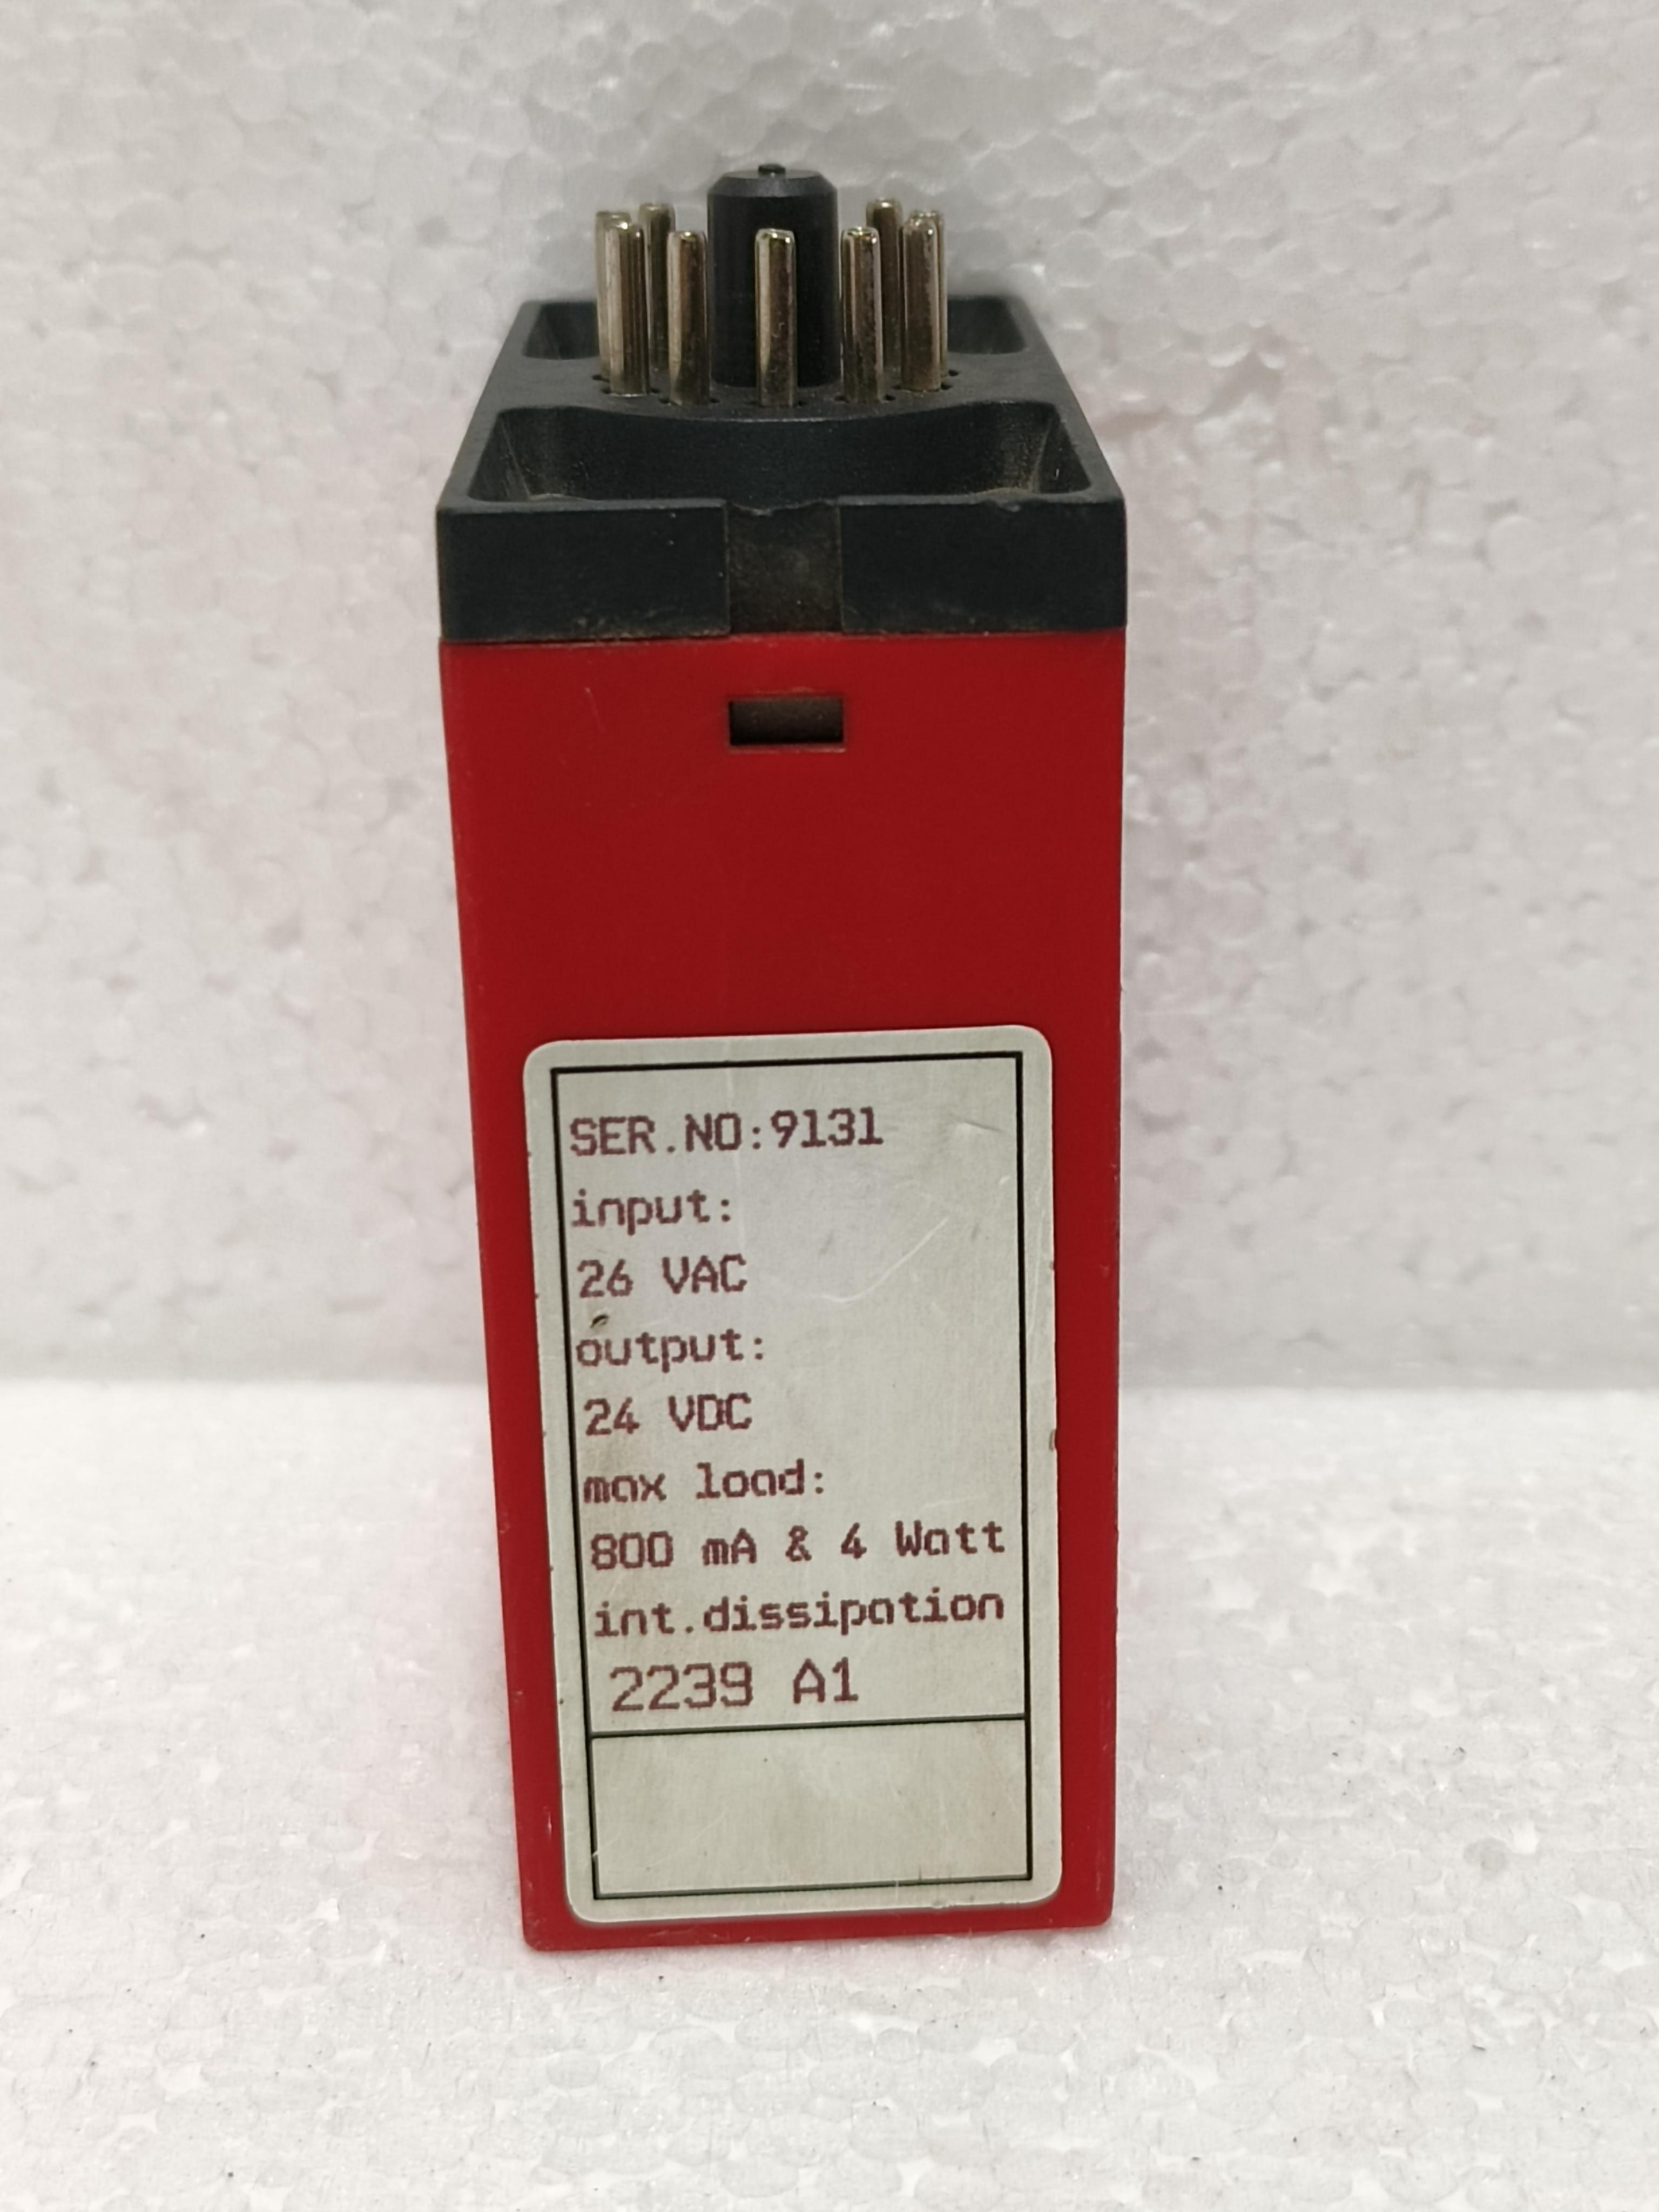 SER.NO:9131
input:
26 VAC
output:
24 VDC
max load:
800 mA & 4 Watt
int.dissipation
2239 A1